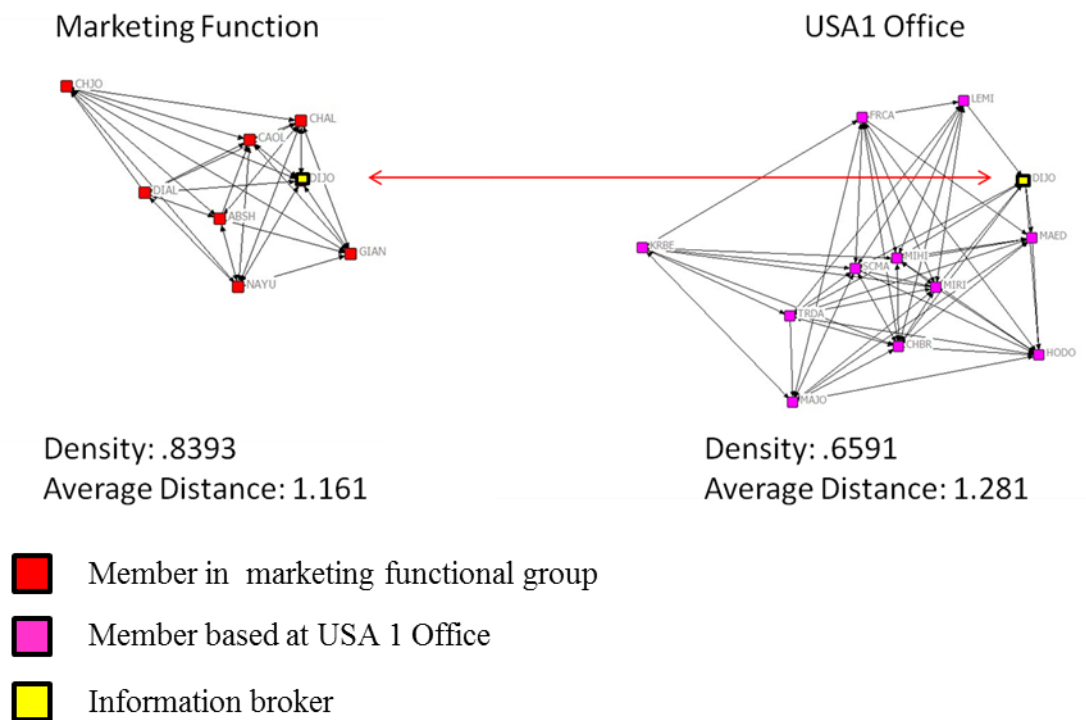 Marketing Function
USA1 Office
CHJO
CHAL
CAOL
DIJO
DIAL
ABSH
GIAN
NAYU
LEMI
FRCA
DIJO
MAED
KRBE
MIHI
SCMA
MIRI
TRDA
CHBR
HODO
MAJO
Density: .8393
Average Distance: 1.161
Density: .6591
Average Distance: 1.281
Member in marketing functional group
Member based at USA 1 Office
Information broker